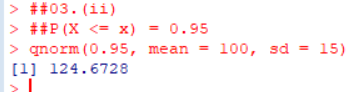 > ##03.(ii)
> ##P(X <= x) = 0.95
> qnorm(0.95, mean = 100, sd = 15)
[1] 124.6728
>